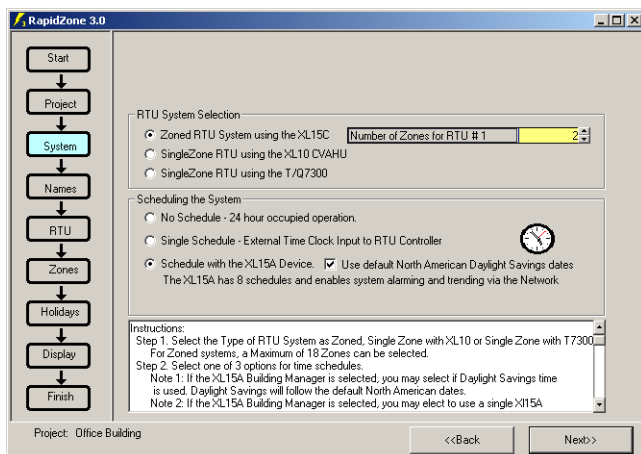 RapidZone 3.0
Start
Project
System
Names
RTU
Zones
Holidays
Display
Finish
RTU System Selection
Zoned RTU System using the XL15C
Number of Zones for RTU # 1
2
SingleZone RTU using the XL10 CVAHU
SingleZone RTU using the T/Q7300
Scheduling the System
No Schedule - 24 hour occupied operation.
Single Schedule - External Time Clock Input to RTU Controller
Schedule with the XL15A Device.
Use default North American Daylight Savings dates
The XL15A has 8 schedules and enables system alarming and trending via the Network
Instructions:
Step 1. Select the Type of RTU System as Zoned, Single Zone with XL10 or Single Zone with T7300
For Zoned systems, a Maximum of 18 Zones can be selected.
Step 2. Select one of 3 options for time schedules.
Note 1: If the XL15A Building Manager is selected, you may select if Daylight Savings time
is used. Daylight Savings will follow the default North American dates.
Note 2: If the XL15A Building Manager is selected, you may elect to use a single Xl15A
Project: Office Building
<<Back
Next>>